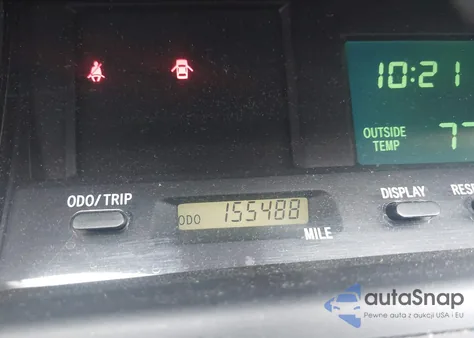 10:21
OUTSIDE
TEMP
77
ODO/TRIP
DISPLAY
ODO 155488
MILE
autaSnap
Pewne auta z aukcji USA i EU